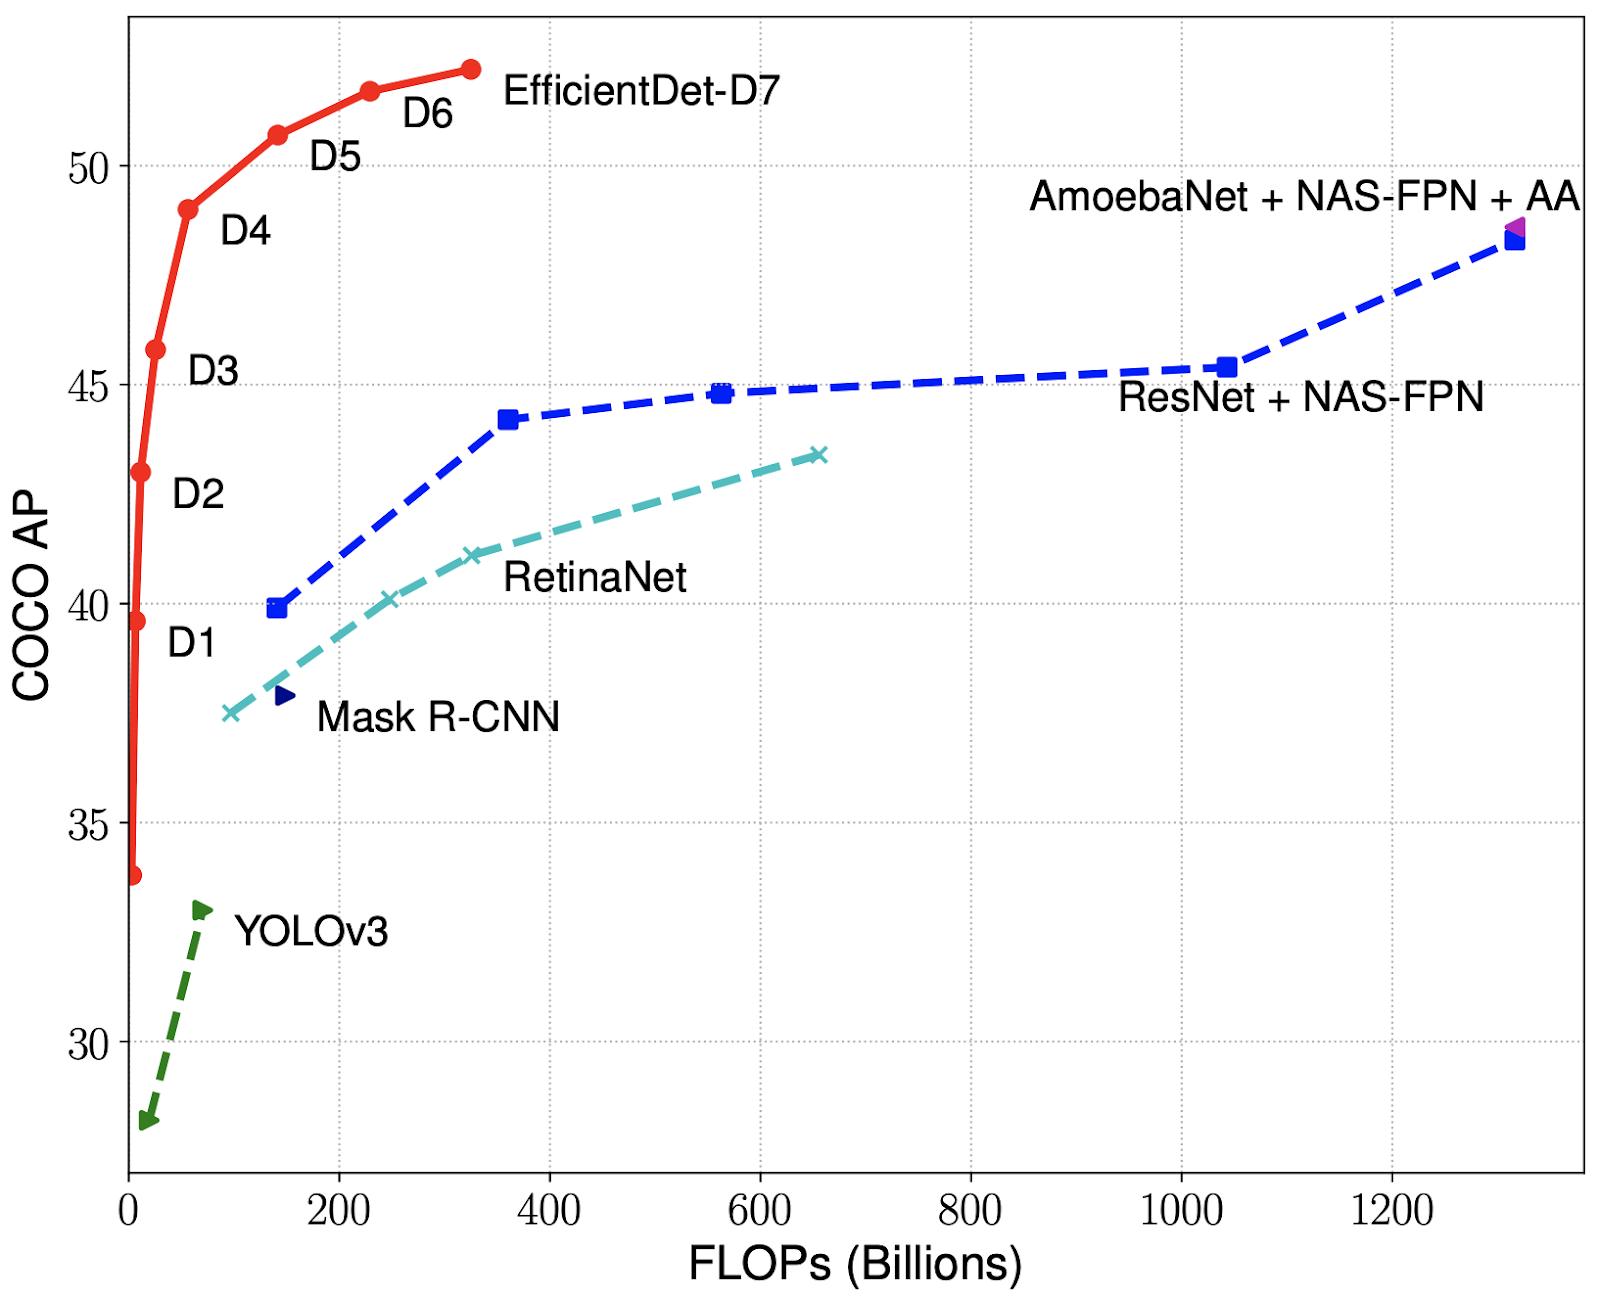 EfficientDet-D7
D6
D5
50
AmoebaNet + NAS-FPN + AA
D4
D3
45
ResNet + NAS-FPN
D2
COCO AP
RetinaNet
40
D1
Mask R-CNN
35
YOLOv3
30
0 200 400 600 800 1000 1200
FLOPs (Billions)